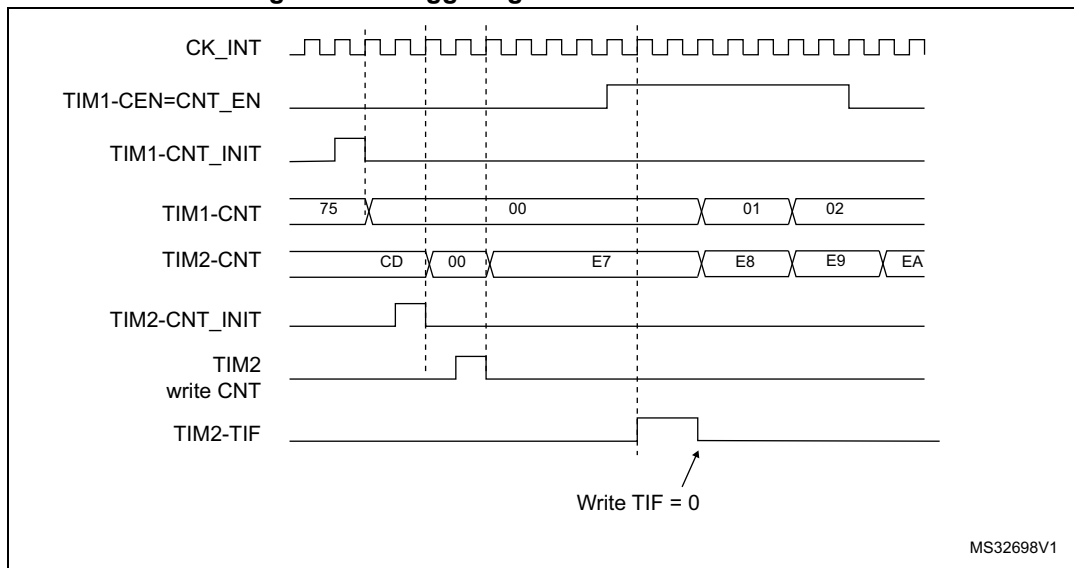 CK_INT
TIM1-CEN=CNT_EN
TIM1-CNT_INIT
TIM1-CNT 75 00 01 02
TIM2-CNT CD 00 E7 E8 E9 EA
TIM2-CNT_INIT
TIM2
write CNT
TIM2-TIF
Write TIF = 0
MS32698V1